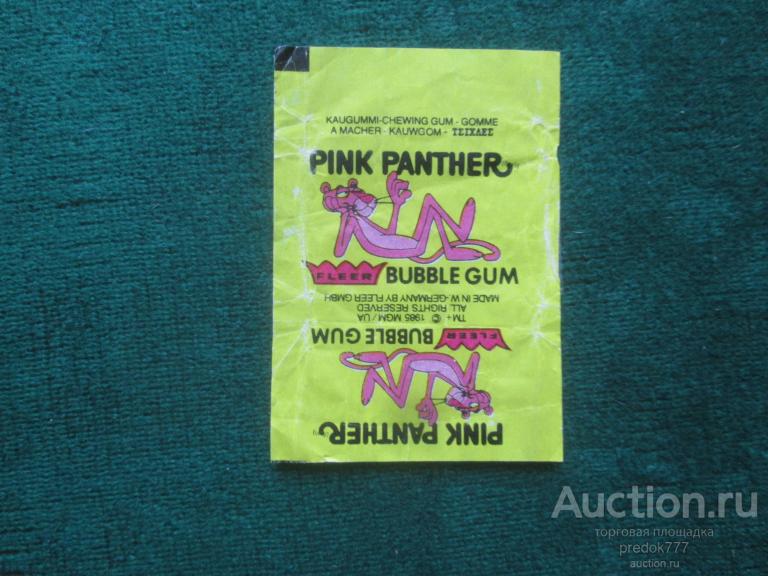 KAUGUMMI-CHEWING GUM - GOMME
A MACHER - KAUWGOM - ΤΣΙΧΛΕΣ
PINK PANTHER
FLEER BUBBLE GUM
MADE IN W.-GERMANY BY FLEER GMBH
ALL RIGHTS RESERVED
TM + © 1985 MGM / UA
FLEER BUBBLE GUM
PINK PANTHER
Auction.ru
торговая площадка
predok777
auction.ru